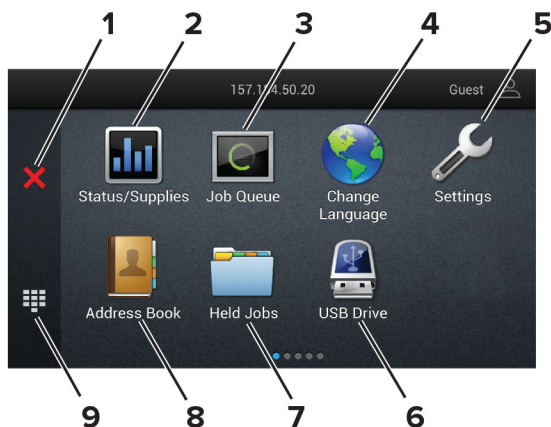 1 2 3 4 5
Guest
Status/Supplies Job Queue Change Language Settings
Address Book Held Jobs USB Drive
9 8 7 6